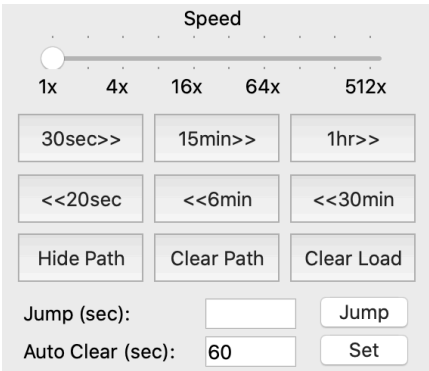 Speed
1x 4x 16x 64x 512x
30sec>> 15min>> 1hr>>
<<20sec <<6min <<30min
Hide Path Clear Path Clear Load
Jump (sec): Jump
Auto Clear (sec): 60 Set